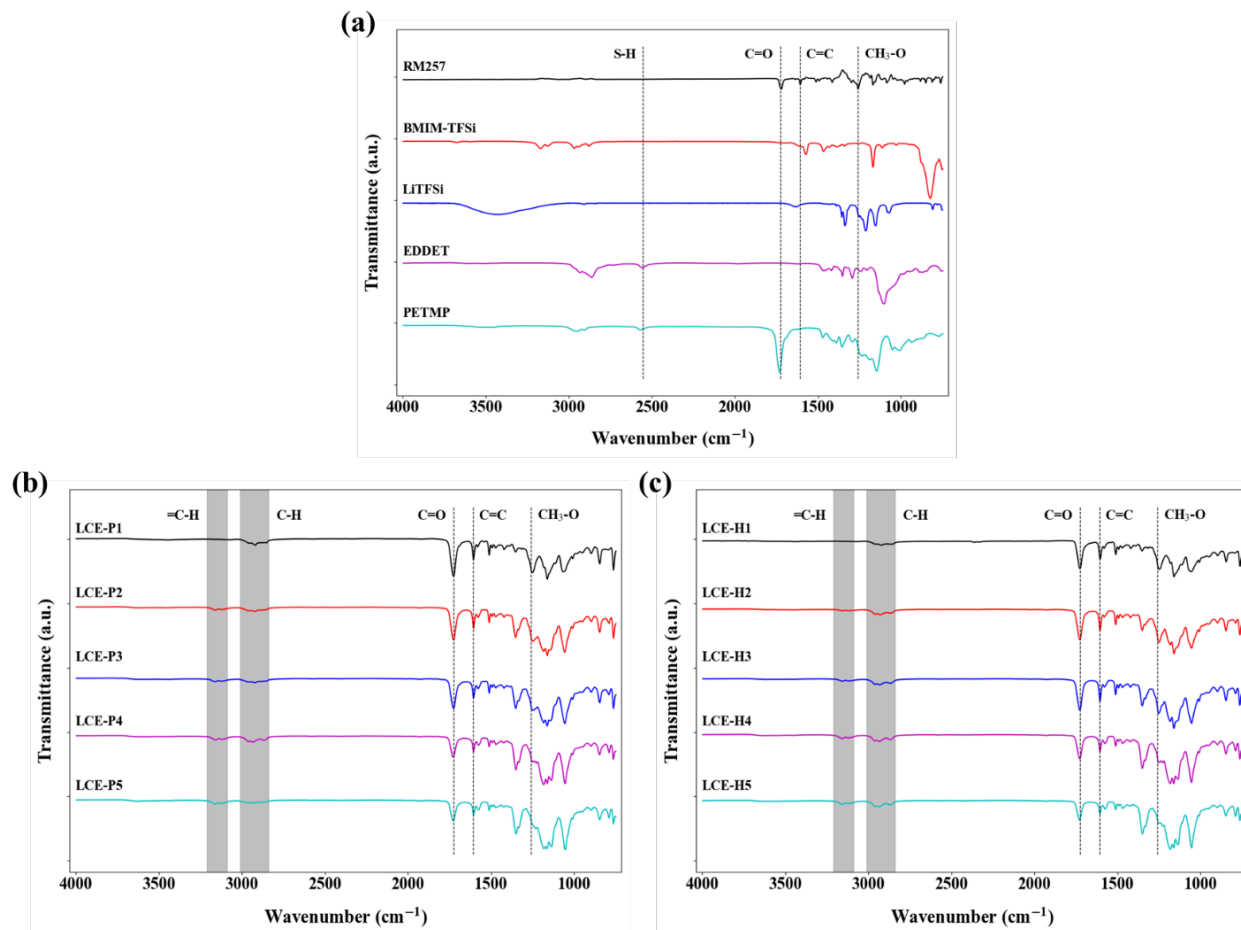 (a)
S-H C=O C=C CH₃-O
RM257
BMIM-TFSi
LiTFSi
EDDET
PETMP
Transmittance (a.u.)
4000 3500 3000 2500 2000 1500 1000
Wavenumber (cm⁻¹)
(b)
=C-H C-H C=O C=C CH₃-O
LCE-P1
LCE-P2
LCE-P3
LCE-P4
LCE-P5
Transmittance (a.u.)
4000 3500 3000 2500 2000 1500 1000
Wavenumber (cm⁻¹)
(c)
=C-H C-H C=O C=C CH₃-O
LCE-H1
LCE-H2
LCE-H3
LCE-H4
LCE-H5
Transmittance (a.u.)
4000 3500 3000 2500 2000 1500 1000
Wavenumber (cm⁻¹)